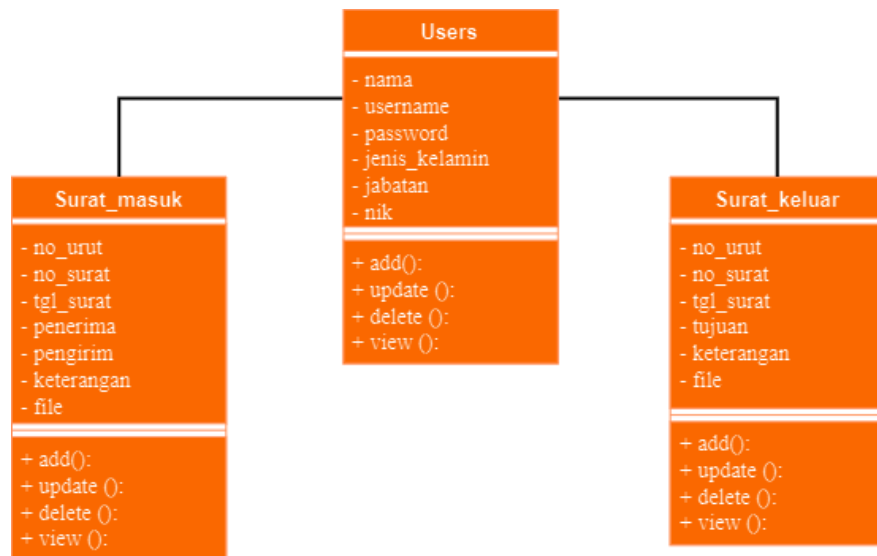 Users
- nama
- username
- password
- jenis_kelamin
- jabatan
- nik
+ add():
+ update ():
+ delete ():
+ view ():
Surat_masuk
- no_urut
- no_surat
- tgl_surat
- penerima
- pengirim
- keterangan
- file
+ add():
+ update ():
+ delete ():
+ view ():
Surat_keluar
- no_urut
- no_surat
- tgl_surat
- tujuan
- keterangan
- file
+ add():
+ update ():
+ delete ():
+ view ():